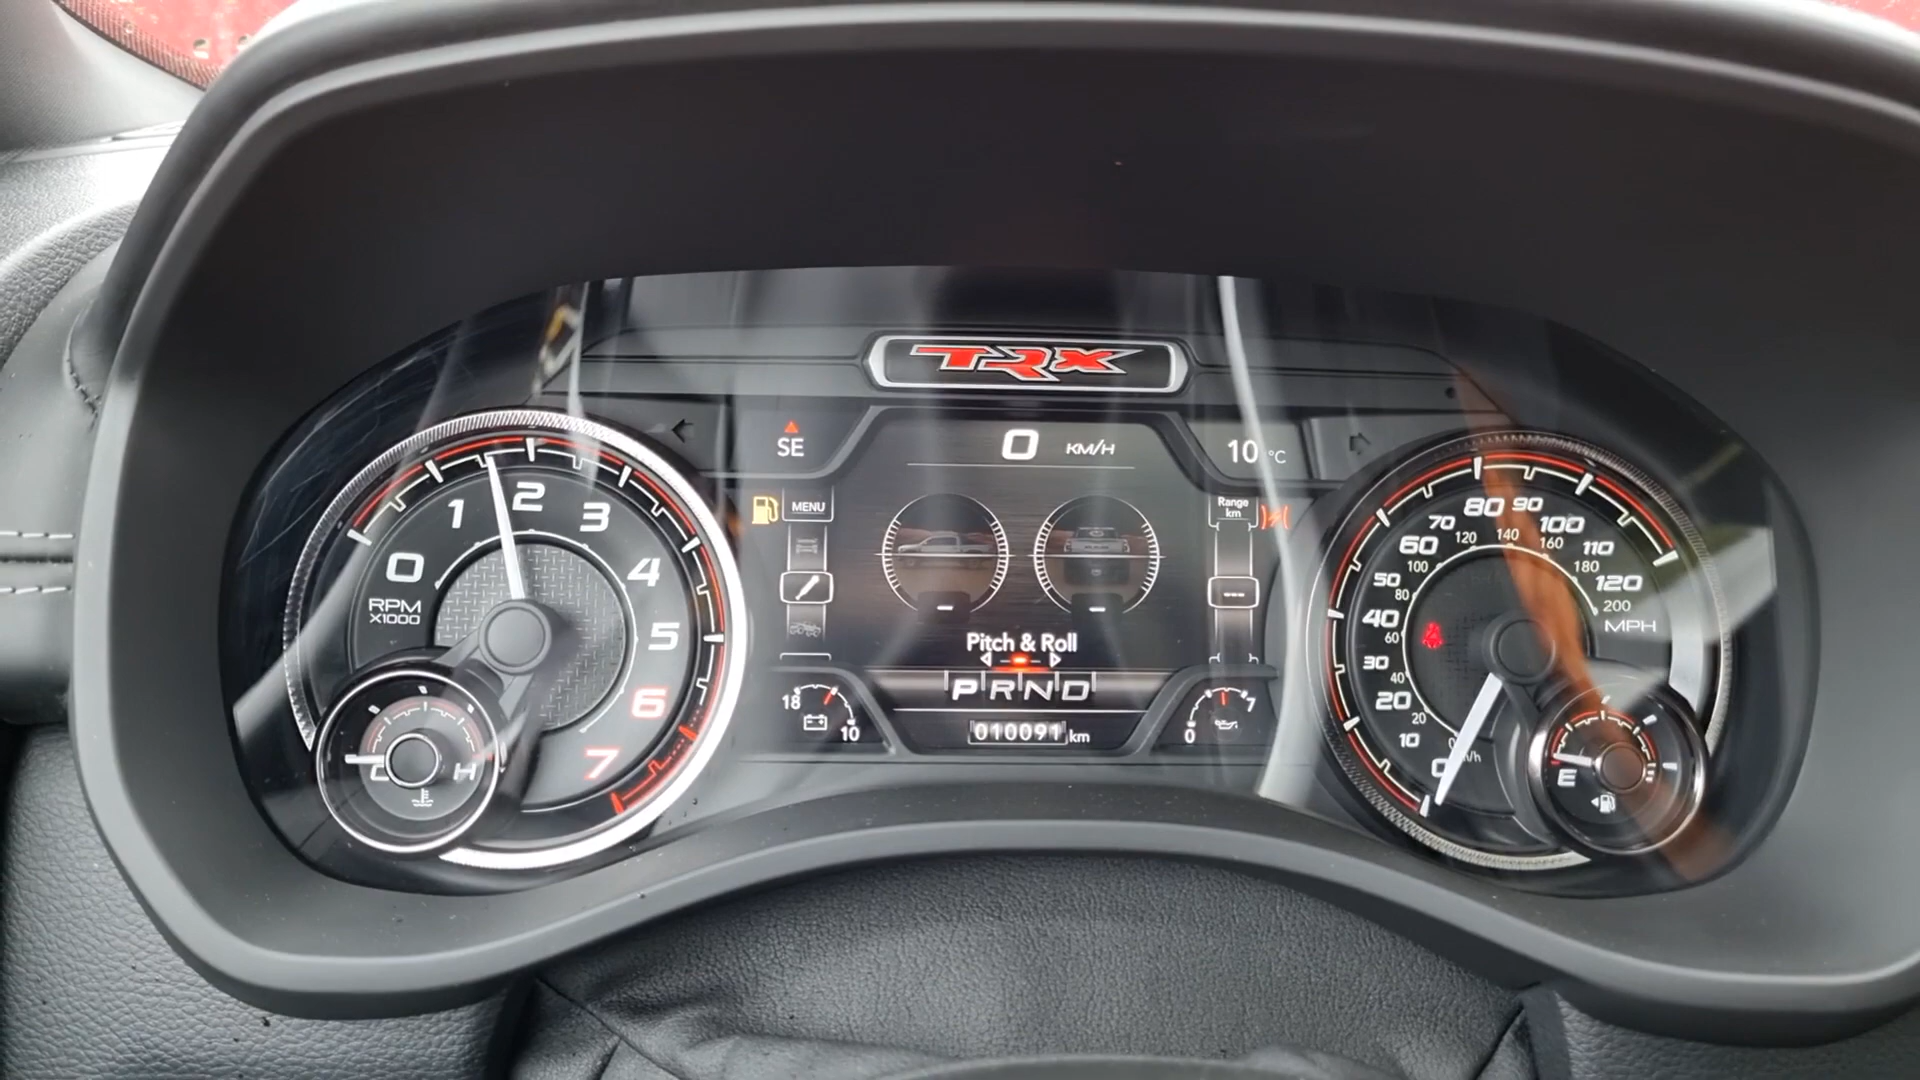 TRX
SE
0 KM/H
10 °C
MENU
Range
km
---
Pitch & Roll
PRND
010091 km
18
10
0
7
0
1
2
3
4
5
6
7
RPM
X1000
C
H
0
10
20
30
40
50
60
70
80
90
100
110
120
MPH
20
40
60
80
100
120
140
160
180
200
E